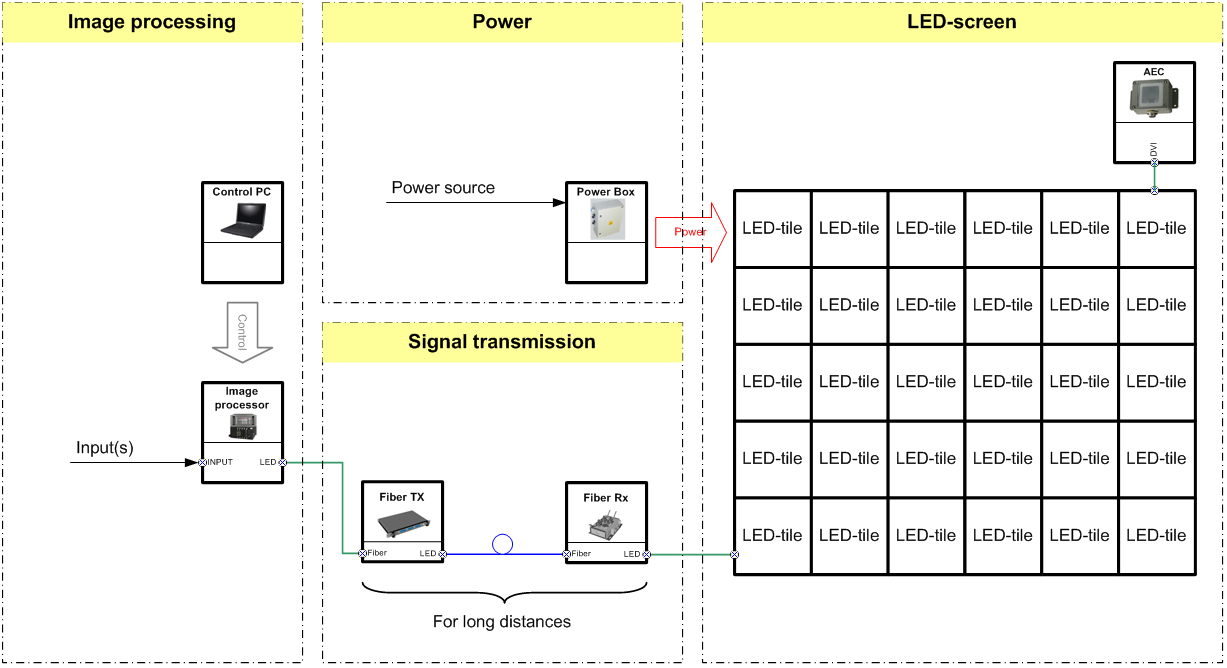 Image processing
Power
LED-screen
AEC
DVI
Control PC
Power source
Power Box
Power
Control
Signal transmission
Image
processor
Input(s)
INPUT
LED
Fiber TX
Fiber
LED
Fiber Rx
Fiber
LED
For long distances
LED-tile LED-tile LED-tile LED-tile LED-tile LED-tile
LED-tile LED-tile LED-tile LED-tile LED-tile LED-tile
LED-tile LED-tile LED-tile LED-tile LED-tile LED-tile
LED-tile LED-tile LED-tile LED-tile LED-tile LED-tile
LED-tile LED-tile LED-tile LED-tile LED-tile LED-tile